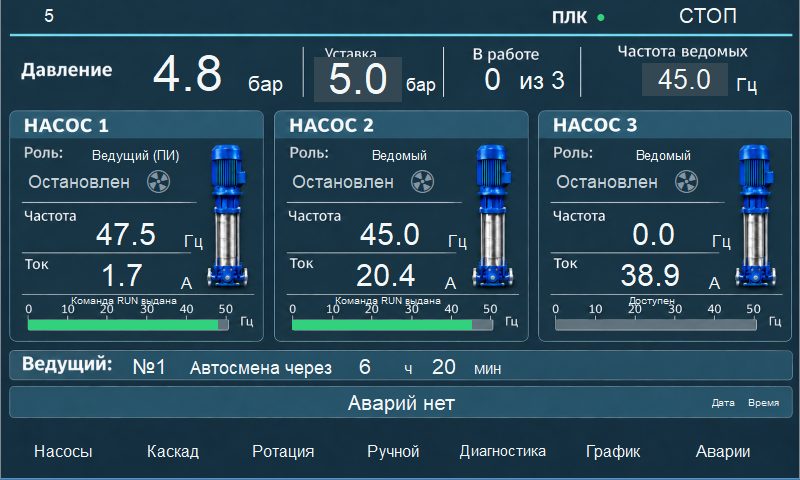 5 ПЛК СТОП
Давление 4.8 бар Уставка 5.0 бар В работе 0 из 3 Частота ведомых 45.0 Гц
НАСОС 1
Роль: Ведущий (ПИ)
Остановлен
Частота
47.5 Гц
Ток
1.7 A
Команда RUN выдана
0 10 20 30 40 50 Гц
НАСОС 2
Роль: Ведомый
Остановлен
Частота
45.0 Гц
Ток
20.4 A
Команда RUN выдана
0 10 20 30 40 50 Гц
НАСОС 3
Роль: Ведомый
Остановлен
Частота
0.0 Гц
Ток
38.9 A
Доступен
0 10 20 30 40 50 Гц
Ведущий: №1 Автосмена через 6 ч 20 мин
Аварий нет Дата Время
Насосы Каскад Ротация Ручной Диагностика График Аварии